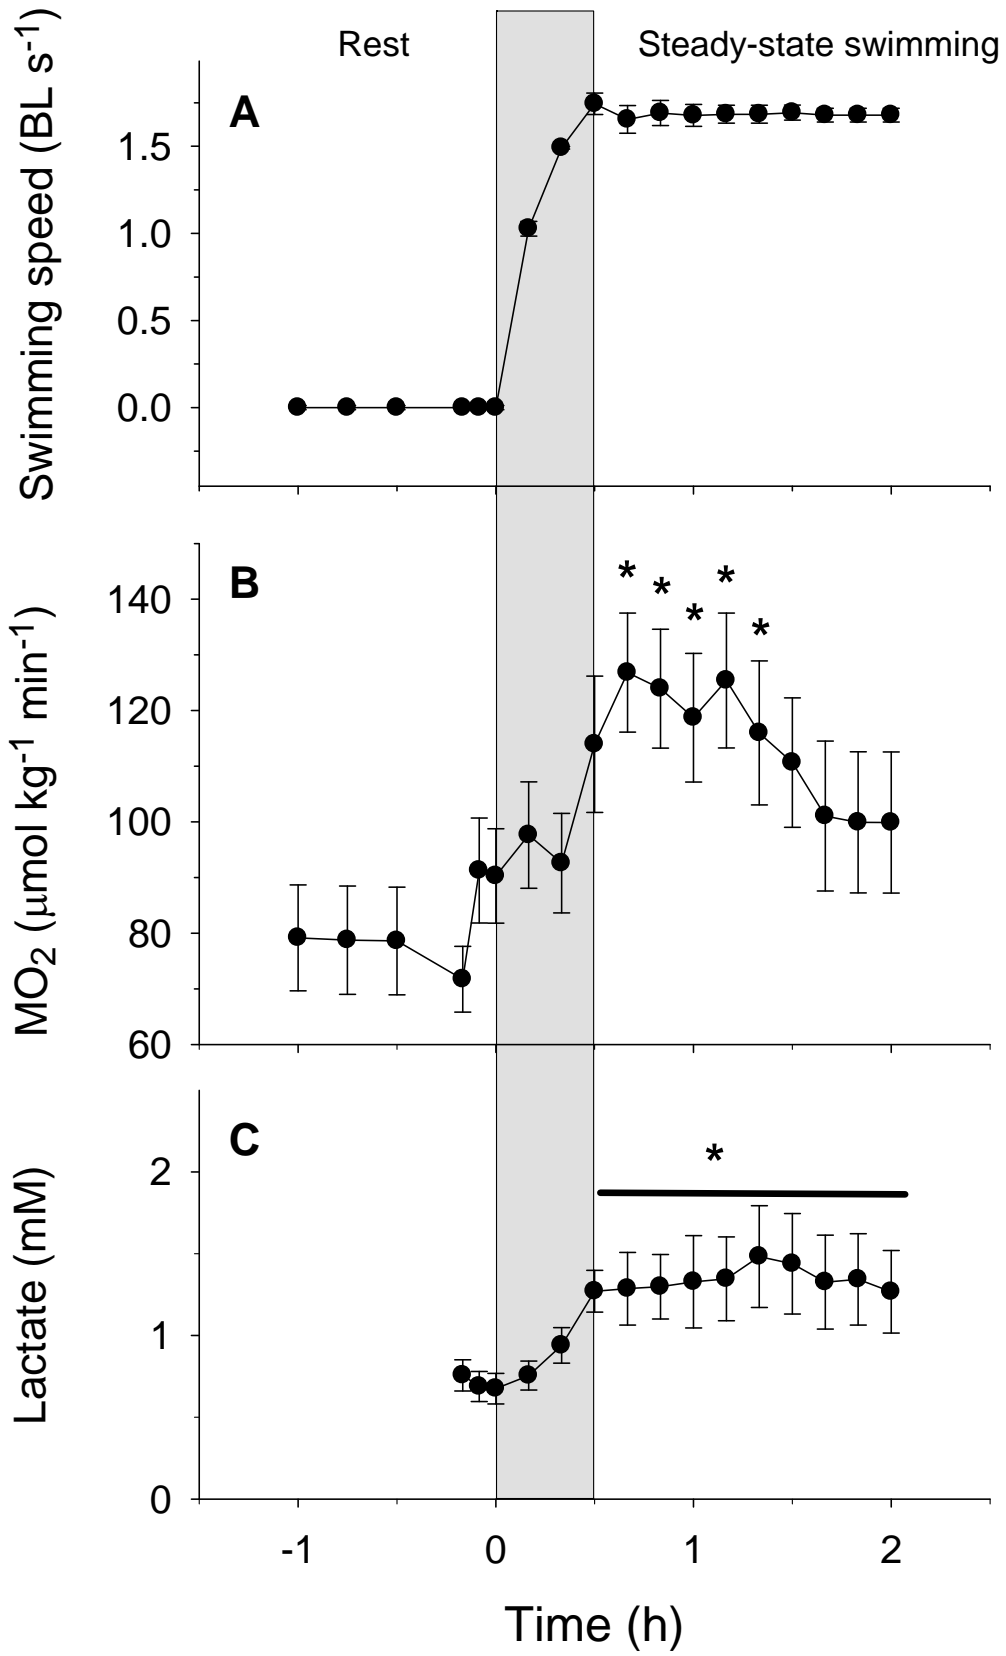 Rest
Steady-state swimming
A
Swimming speed (BL s-1)
1.5
1.0
0.5
0.0
B
*
*
*
*
*
MO2 (μmol kg-1 min-1)
140
120
100
80
60
C
*
Lactate (mM)
2
1
0
-1 0 1 2
Time (h)